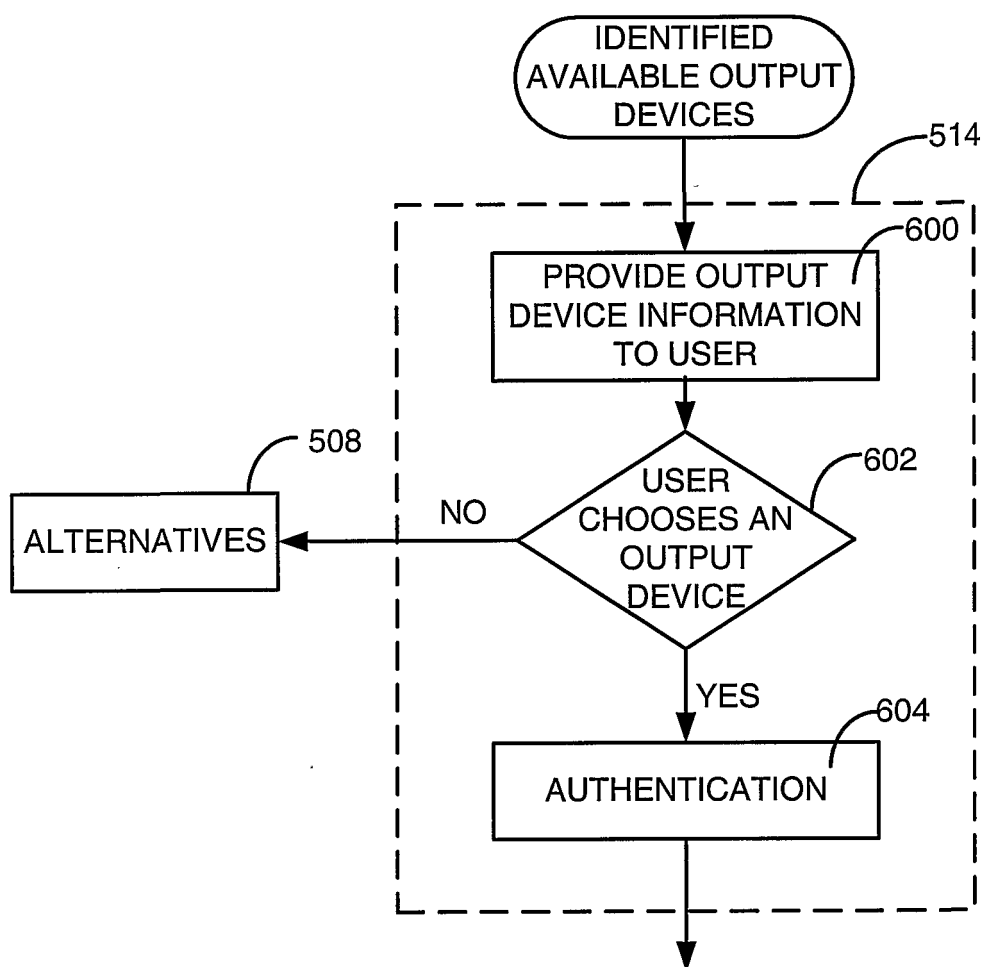 IDENTIFIED
AVAILABLE OUTPUT
DEVICES
514
600
PROVIDE OUTPUT
DEVICE INFORMATION
TO USER
508
602
USER
CHOOSES AN
OUTPUT
DEVICE
NO
ALTERNATIVES
YES
604
AUTHENTICATION